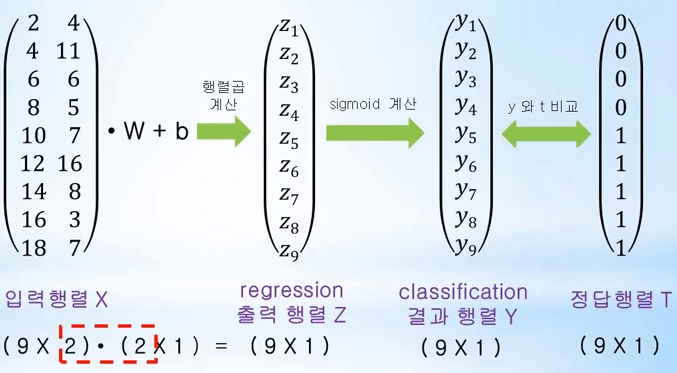 2 4 z₁ y₁ 0
4 11 z₂ y₂ 0
6 6 z₃ y₃ 0
8 5 z₄ y₄ 0
10 7 z₅ y₅ 1
12 16 z₆ y₆ 1
14 8 z₇ y₇ 1
16 3 z₈ y₈ 1
18 7 z₉ y₉ 1
• W + b
행렬곱
계산
sigmoid 계산
y 와 t 비교
입력행렬 X
regression
출력 행렬 Z
classification
결과 행렬 Y
정답행렬 T
(9 X 2) • (2 X 1) = (9 X 1) (9 X 1) (9 X 1)